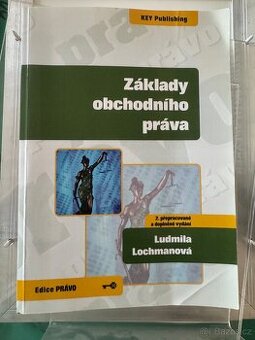 KEY Publishing
Základy
obchodního
práva
2. přepracované
a doplněné vydání
Ludmila
Lochmanová
Edice PRÁVO